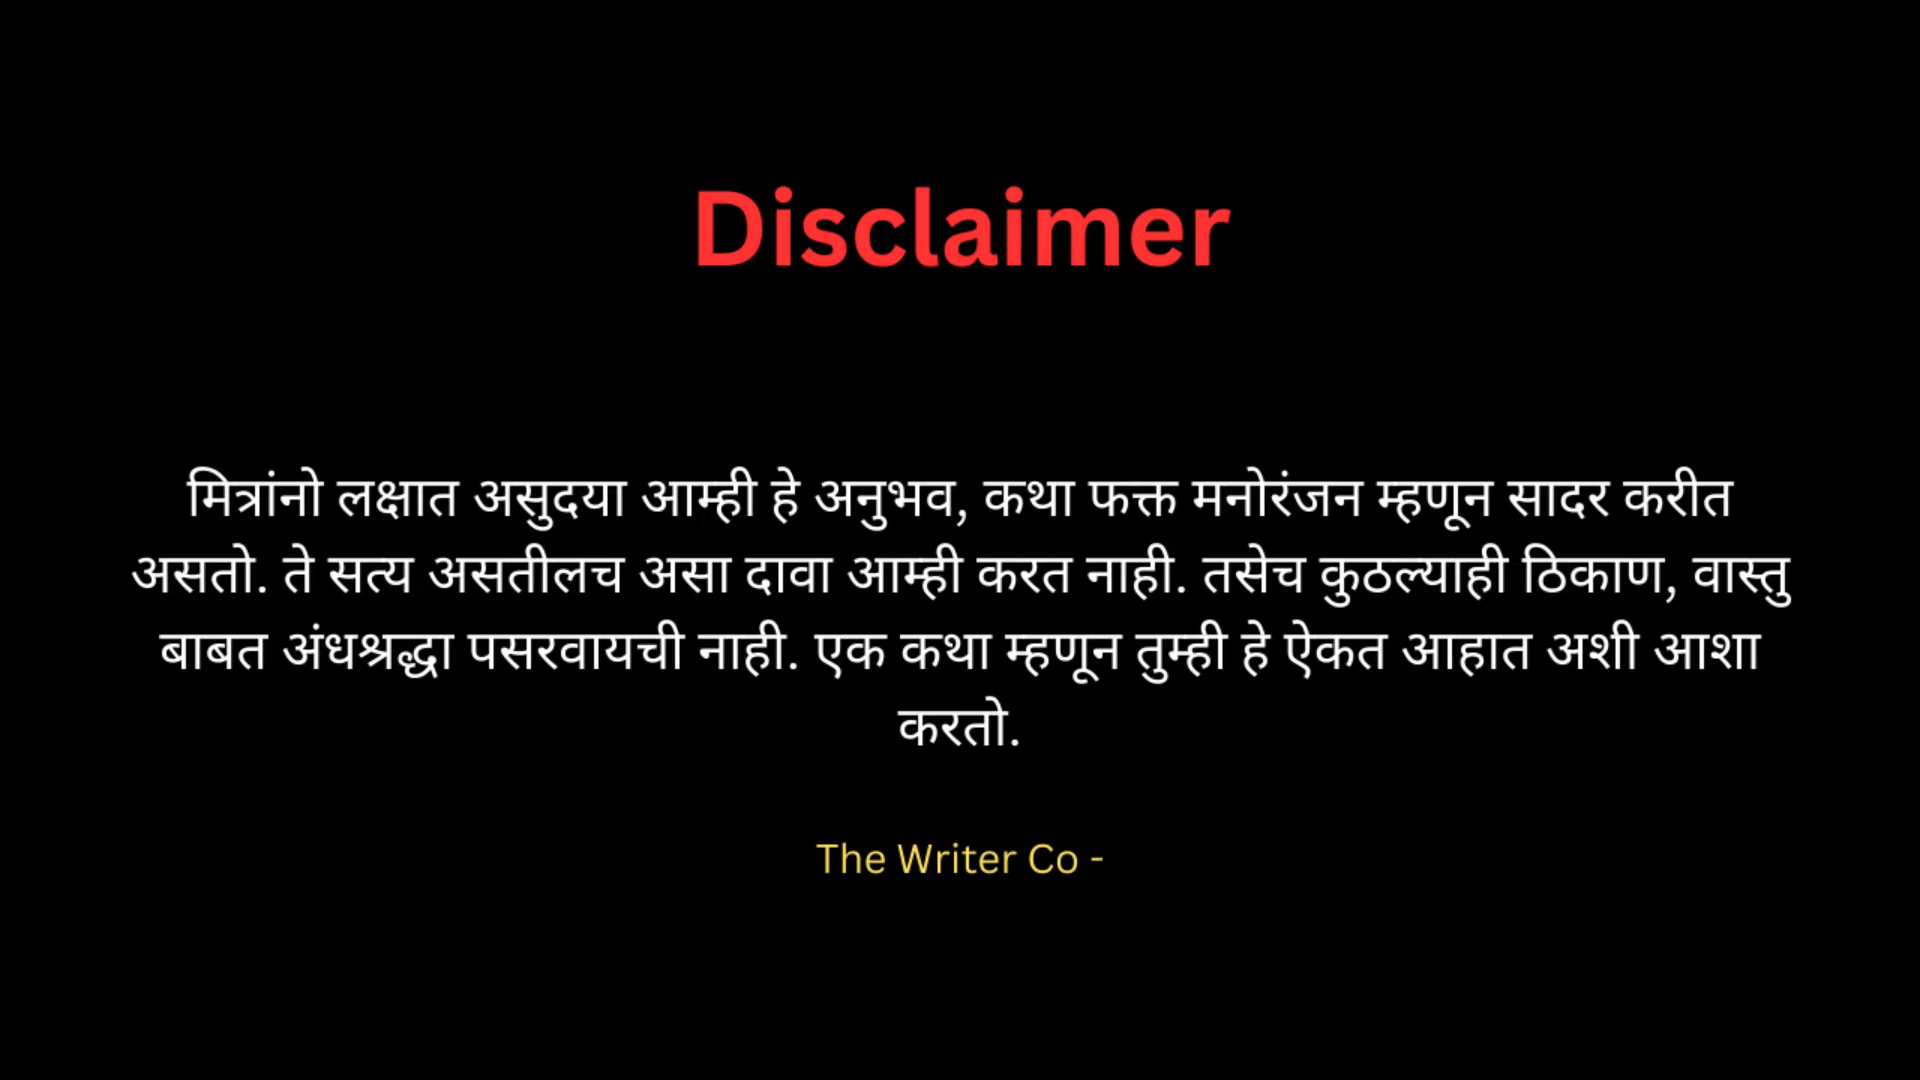 Disclaimer
मित्रांनो लक्षात असुदया आम्ही हे अनुभव, कथा फक्त मनोरंजन म्हणून सादर करीत
असतो. ते सत्य असतीलच असा दावा आम्ही करत नाही. तसेच कुठल्याही ठिकाण, वास्तु
बाबत अंधश्रद्धा पसरवायची नाही. एक कथा म्हणून तुम्ही हे ऐकत आहात अशी आशा
करतो.
The Writer Co -